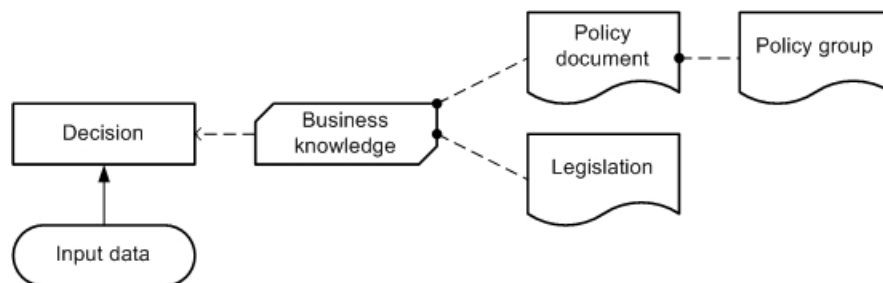 Policy
document
Policy group
Decision
Business
knowledge
Legislation
Input data